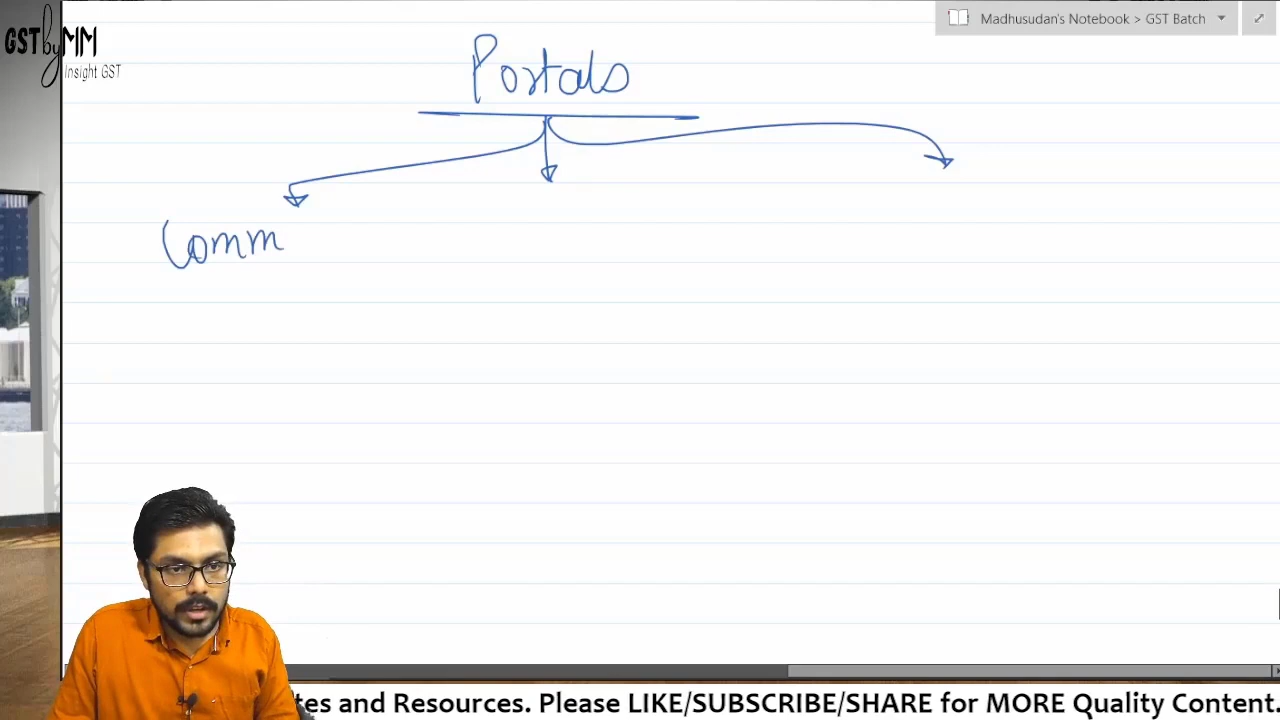 GST by MM
Insight GST
Madhusudan's Notebook > GST Batch
Portals
Comm
tes and Resources. Please LIKE/SUBSCRIBE/SHARE for MORE Quality Content.